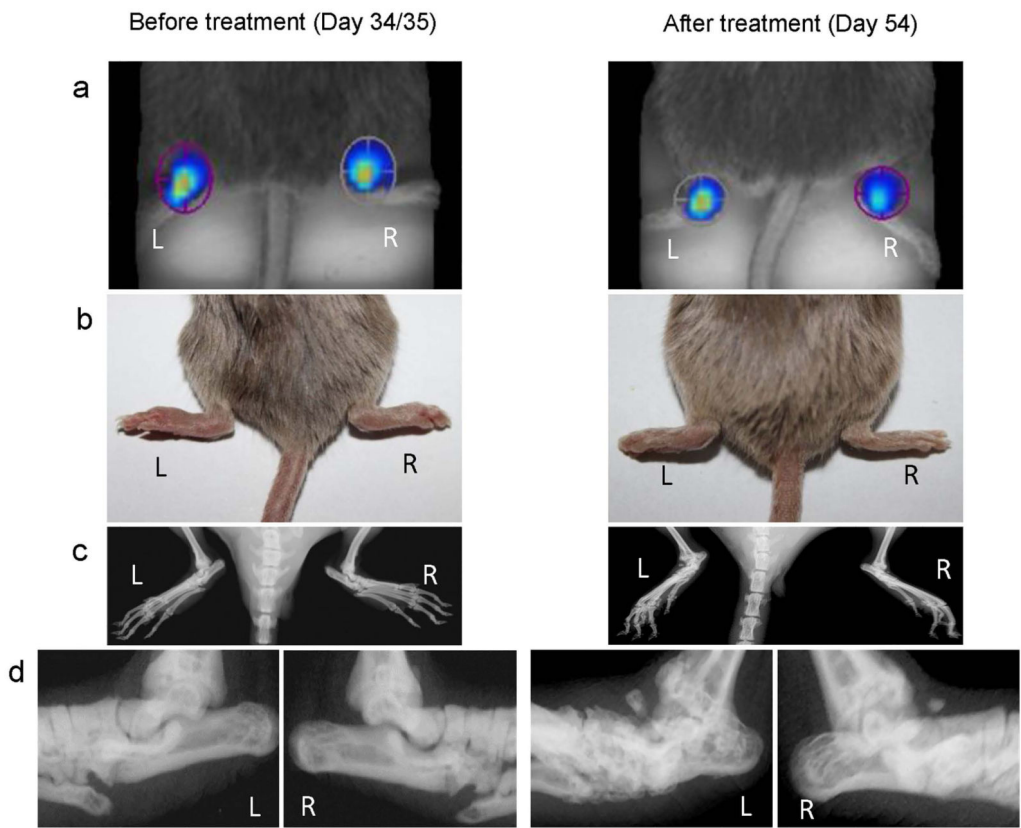 Before treatment (Day 34/35) After treatment (Day 54)
a
L R L R
b
L R L R
c
L R L R
d
L R L R